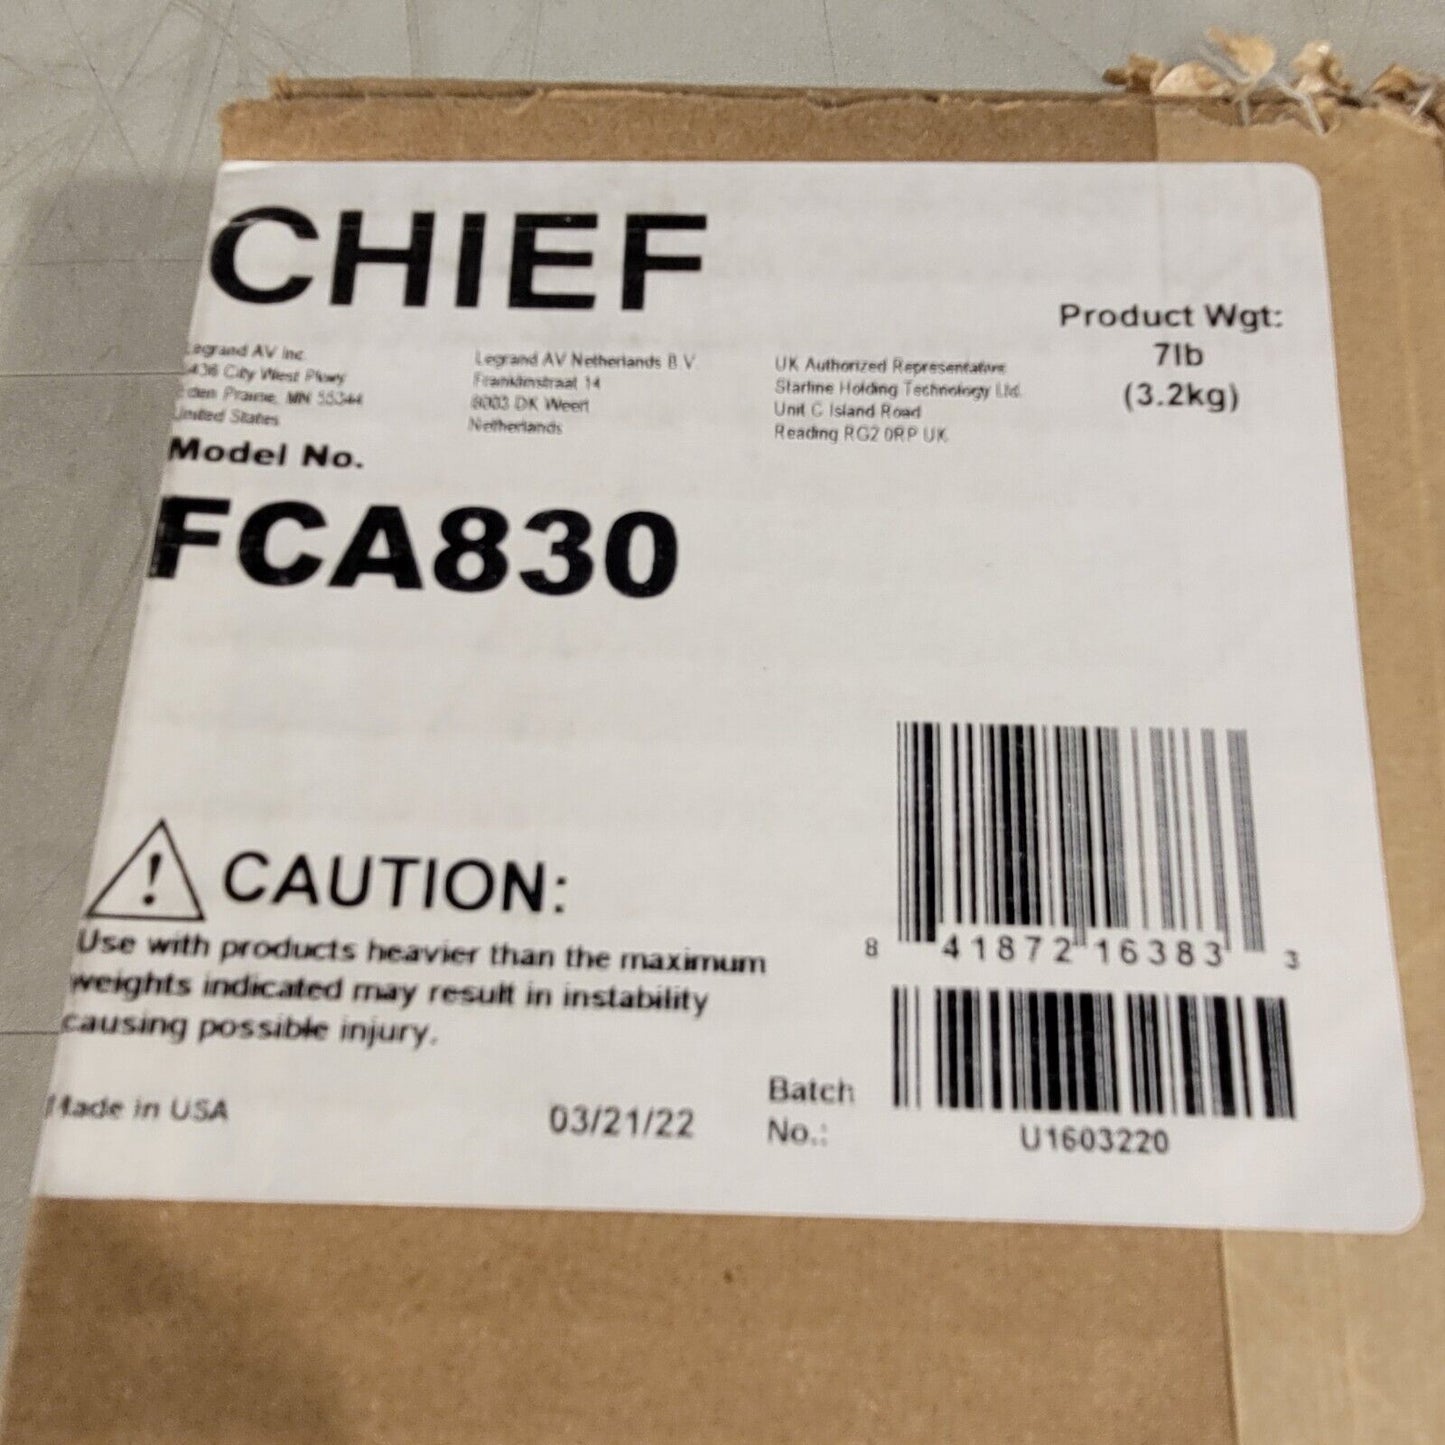 CHIEF
Product Wgt:
7lb
(3.2kg)
Legrand AV Inc
6436 City West Pkwy
Eden Prairie, MN 55344
United States
Legrand AV Netherlands B.V.
Franklinstraat 14
6003 DK Weert
Netherlands
UK Authorized Representative
Starline Holding Technology Ltd.
Unit C Island Road
Reading RG2 0RP UK
Model No.
FCA830
8 41872 16383 3
! CAUTION:
Use with products heavier than the maximum
weights indicated may result in instability
causing possible injury.
Made in USA
03/21/22
Batch
No.:
U1603220